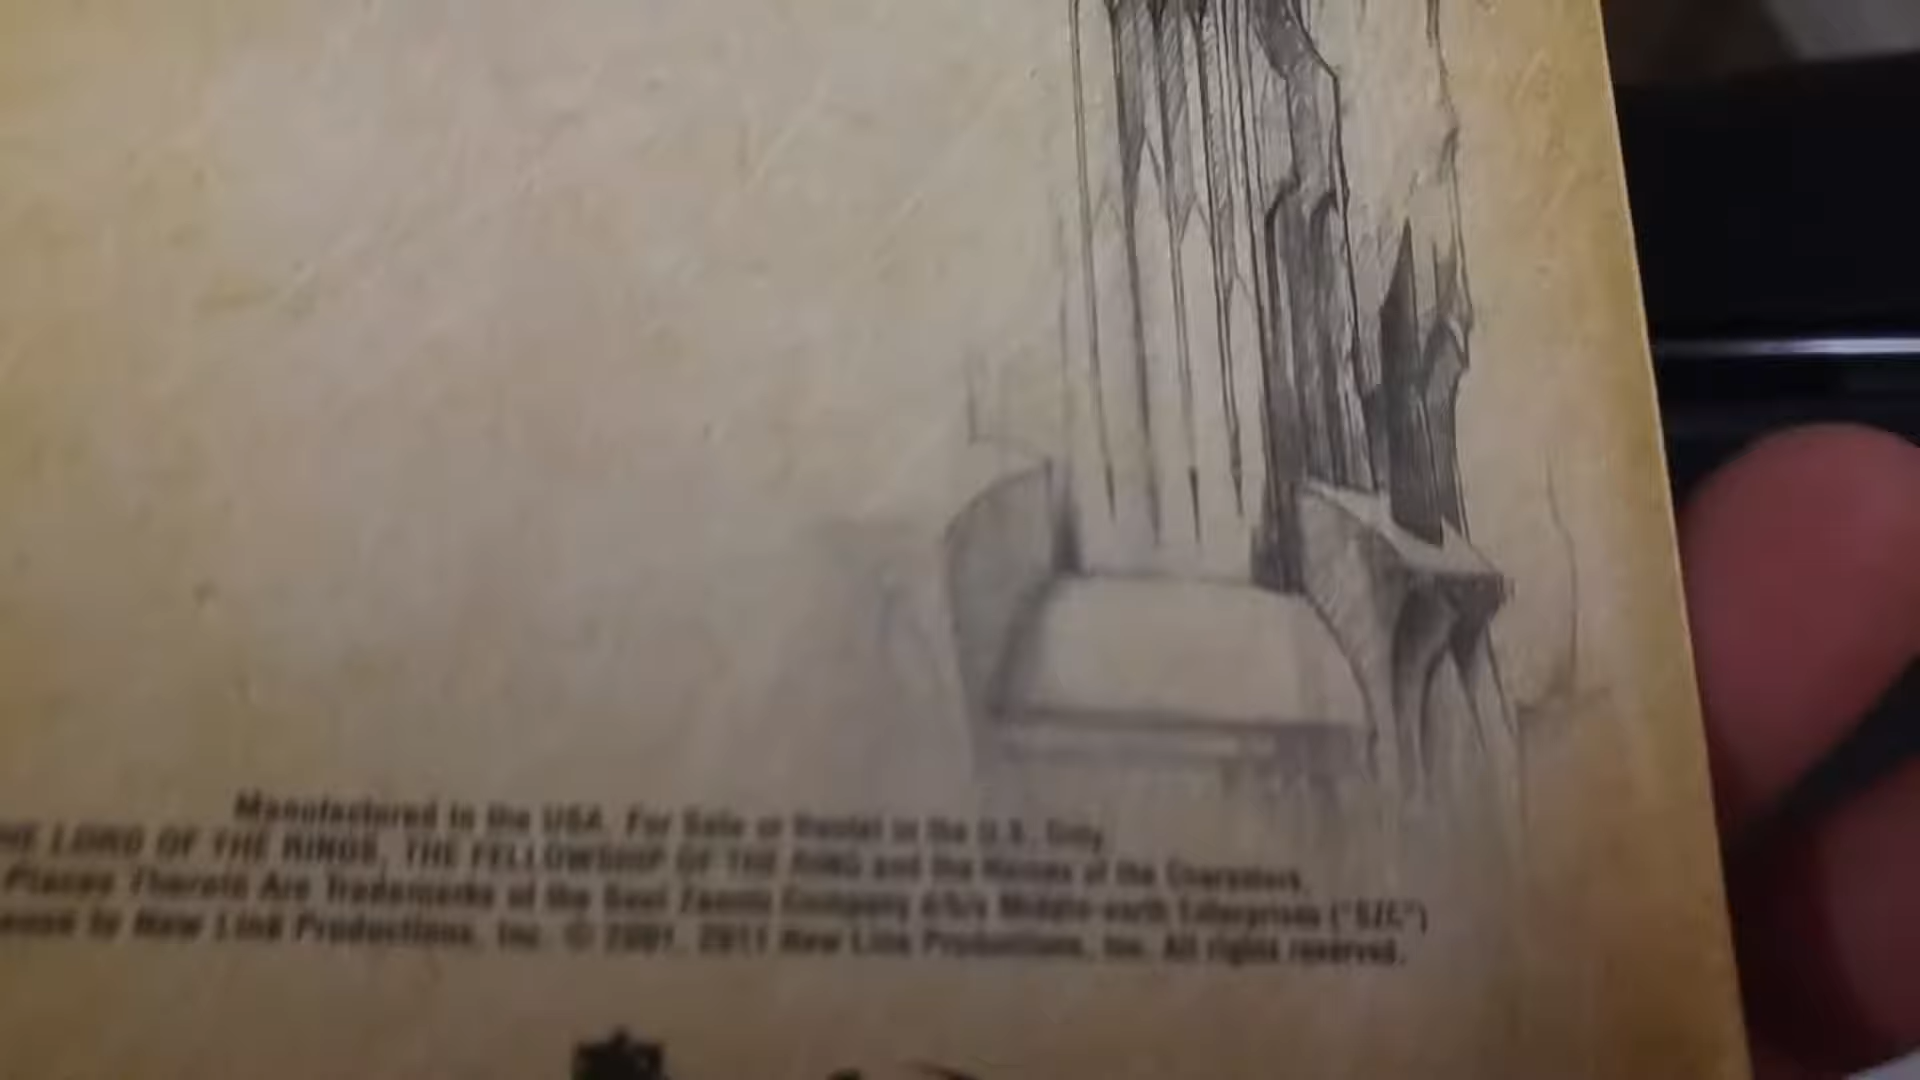 Manufactured in the USA. For Sale or Rental in the U.S. Only.
THE LORD OF THE RINGS, THE FELLOWSHIP OF THE RING and the Names of the Characters,
Places Therein Are Trademarks of the Saul Zaentz Company d/b/a Middle-earth Enterprises ("SZC")
by New Line Productions, Inc. © 2001, 2011 New Line Productions, Inc. All rights reserved.